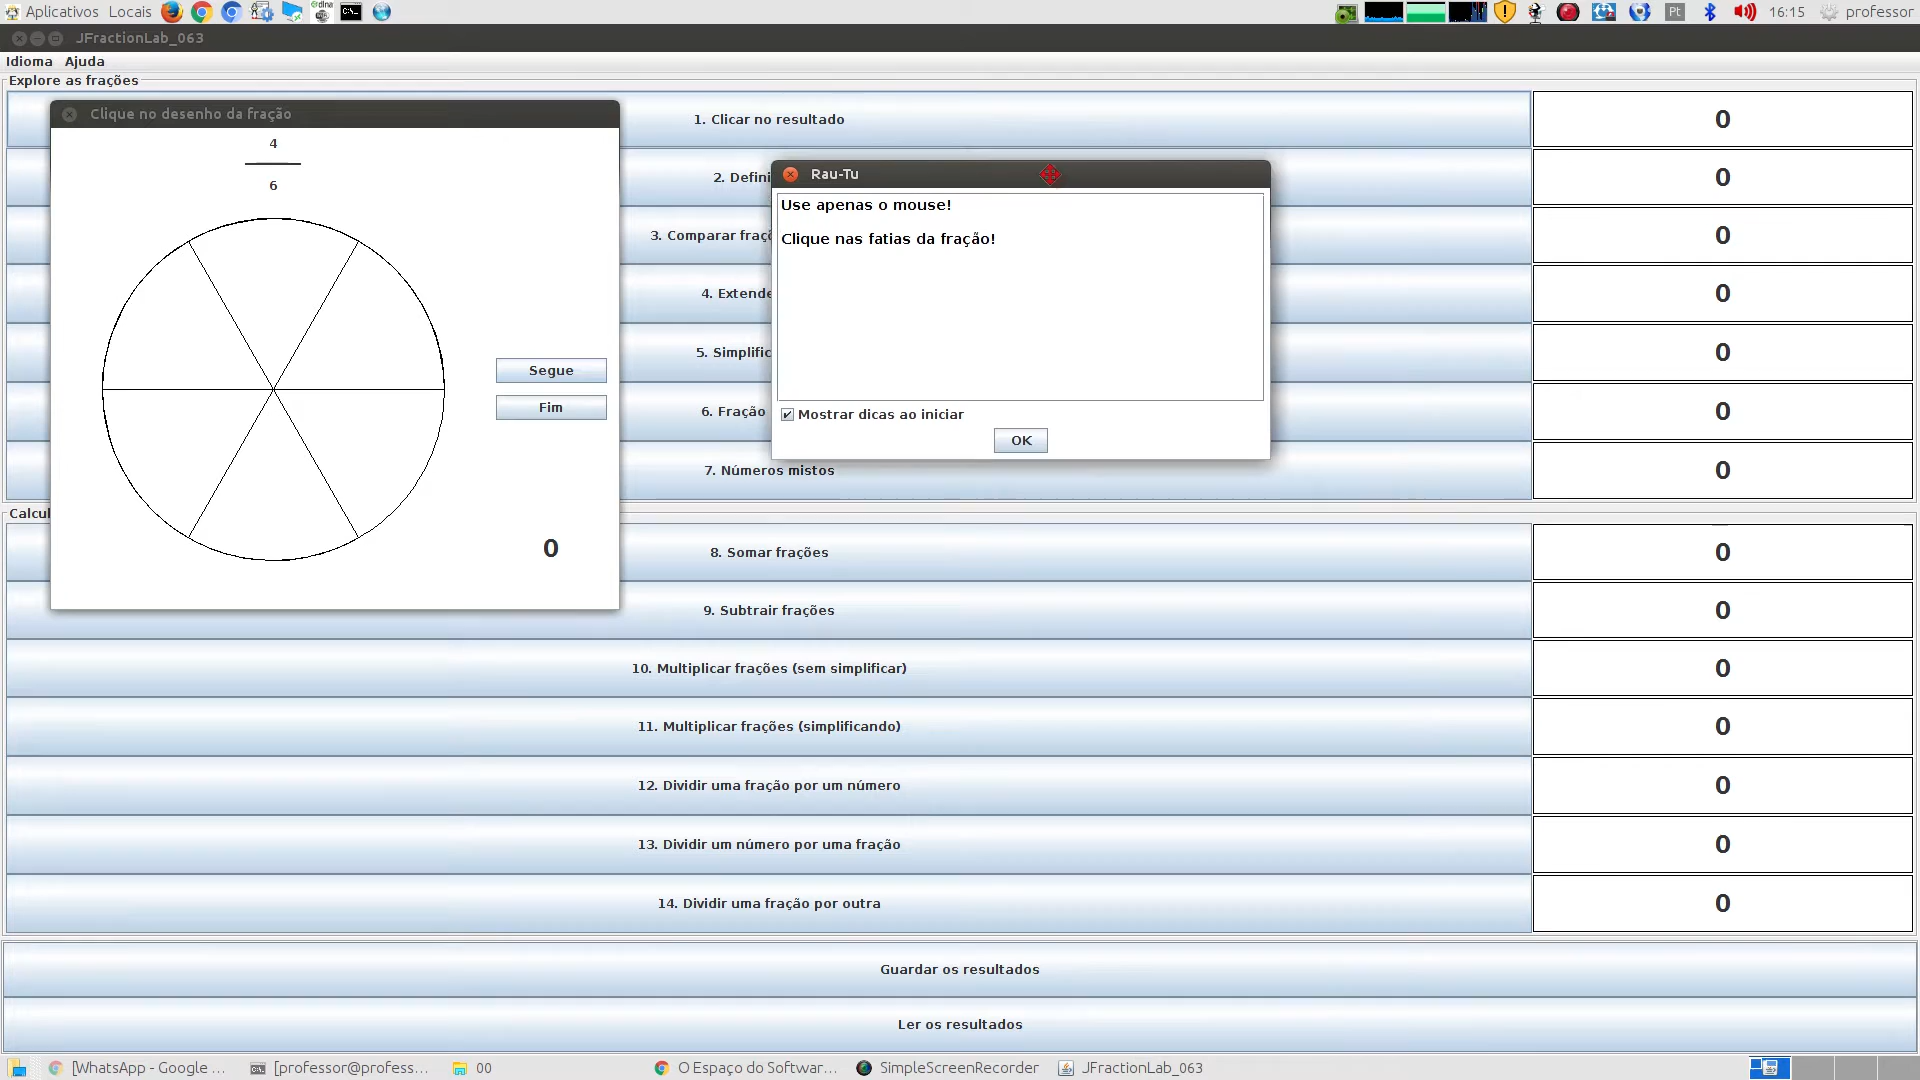 Aplicativos Locais Pt 16:15 professor
JFractionLab_063
Idioma Ajuda
Explore as frações
1. Clicar no resultado 0
2. Defini 0
3. Comparar fraçõ 0
4. Extende 0
5. Simplific 0
6. Fração 0
7. Números mistos 0
Clique no desenho da fração
4
6
Segue
Fim
0
Rau-Tu
Use apenas o mouse!
Clique nas fatias da fração!
Mostrar dicas ao iniciar
OK
Calcul
8. Somar frações 0
9. Subtrair frações 0
10. Multiplicar frações (sem simplificar) 0
11. Multiplicar frações (simplificando) 0
12. Dividir uma fração por um número 0
13. Dividir um número por uma fração 0
14. Dividir uma fração por outra 0
Guardar os resultados
Ler os resultados
[WhatsApp - Google ... [professor@profess... 00 O Espaço do Softwar... SimpleScreenRecorder JFractionLab_063